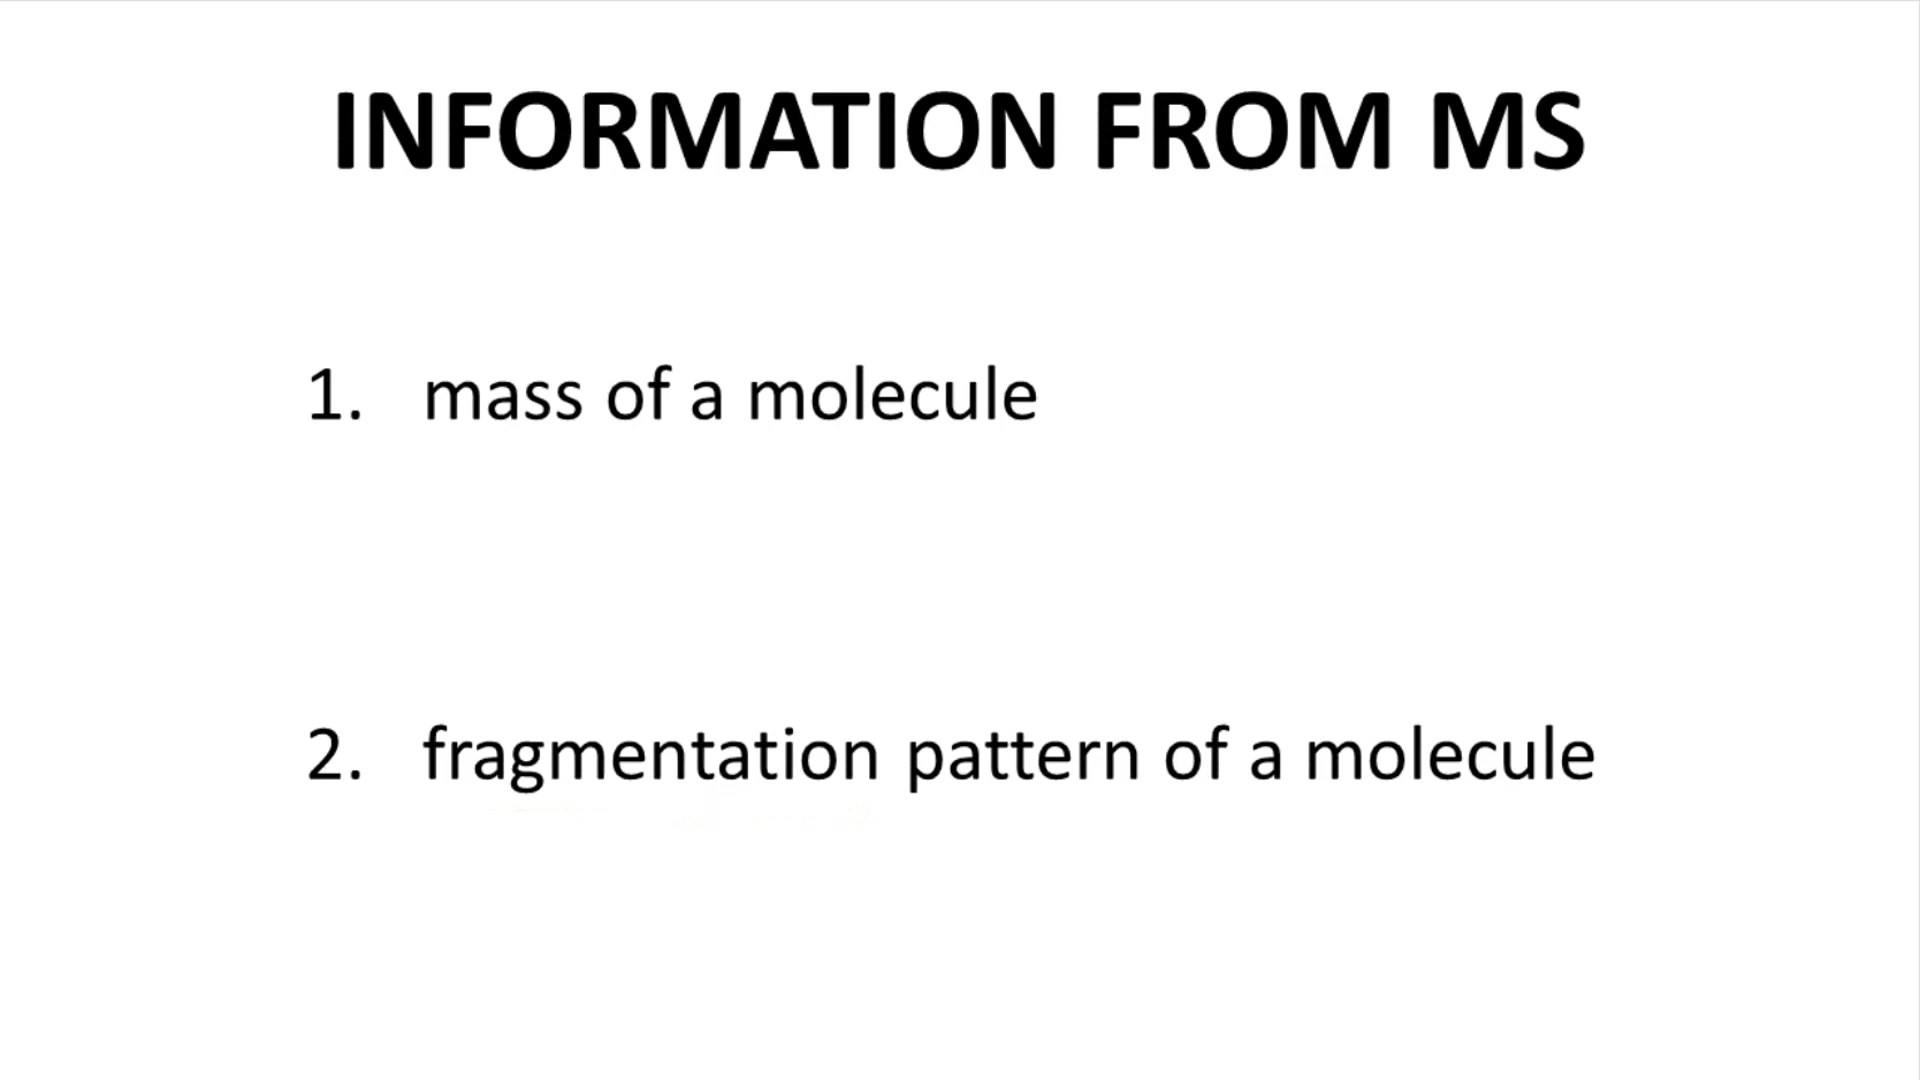 INFORMATION FROM MS
1. mass of a molecule
2. fragmentation pattern of a molecule